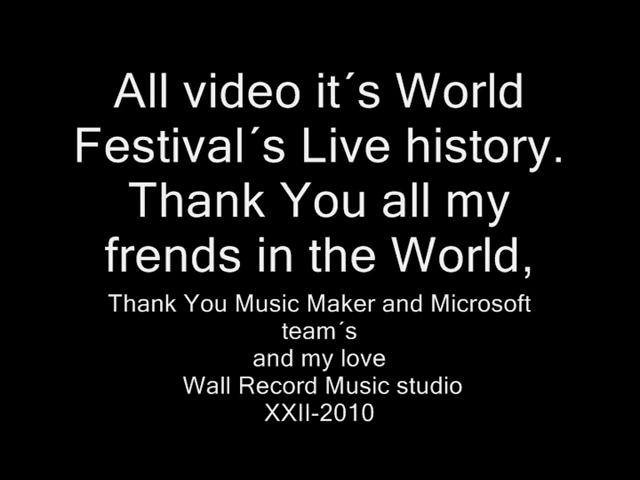 All video it´s World
Festival´s Live history.
Thank You all my
frends in the World,
Thank You Music Maker and Microsoft
team´s
and my love
Wall Record Music studio
XXII-2010